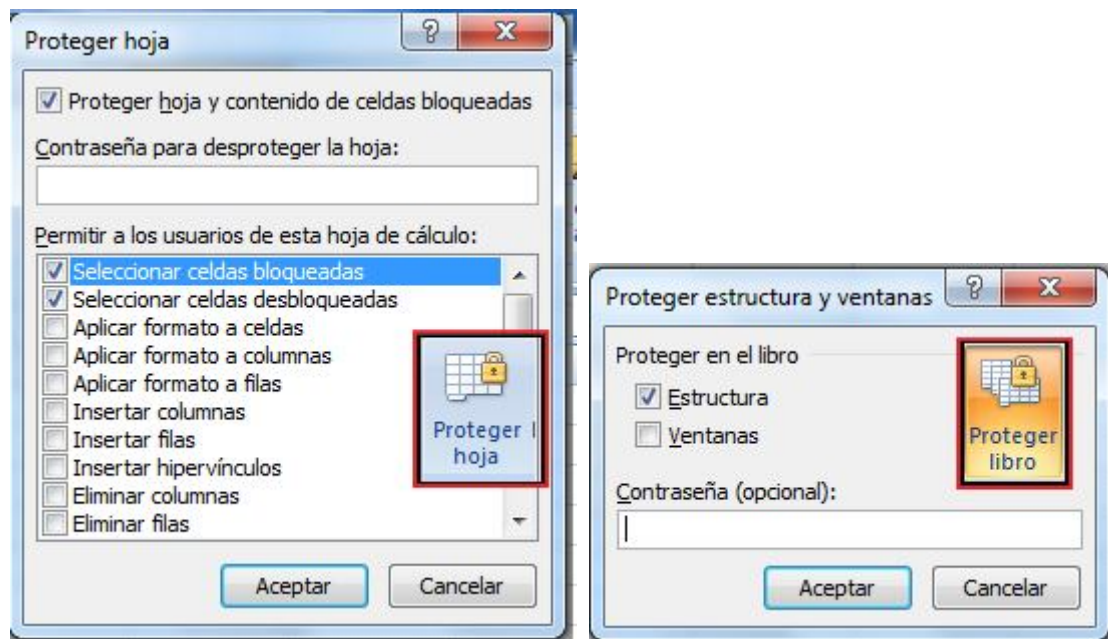 Proteger hoja
Proteger hoja y contenido de celdas bloqueadas
Contraseña para desproteger la hoja:
Permitir a los usuarios de esta hoja de cálculo:
Seleccionar celdas bloqueadas
Seleccionar celdas desbloqueadas
Aplicar formato a celdas
Aplicar formato a columnas
Aplicar formato a filas
Insertar columnas
Insertar filas
Insertar hipervínculos
Eliminar columnas
Eliminar filas
Proteger
hoja
Aceptar
Cancelar
Proteger estructura y ventanas
Proteger en el libro
Estructura
Ventanas
Proteger
libro
Contraseña (opcional):
Aceptar
Cancelar